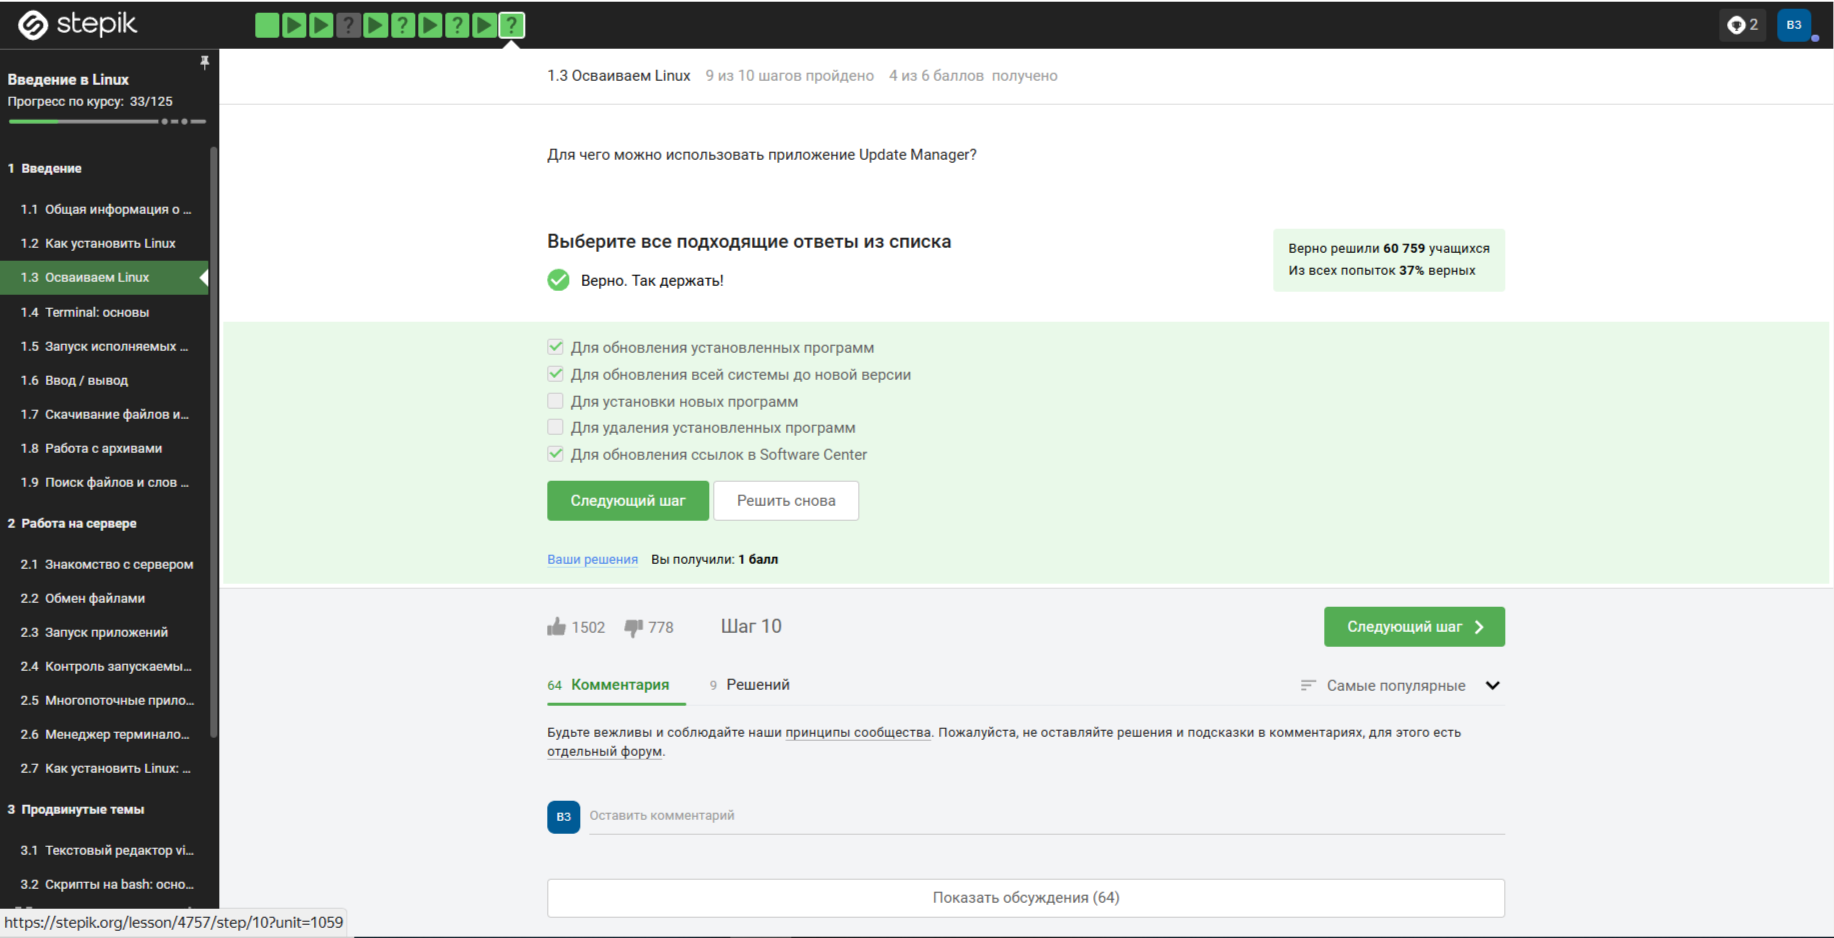 stepik
? ? ? ?
2
ВЗ
Введение в Linux
Прогресс по курсу: 33/125
1 Введение
1.1 Общая информация о ...
1.2 Как установить Linux
1.3 Осваиваем Linux
1.4 Terminal: основы
1.5 Запуск исполняемых ...
1.6 Ввод / вывод
1.7 Скачивание файлов и...
1.8 Работа с архивами
1.9 Поиск файлов и слов ...
2 Работа на сервере
2.1 Знакомство с сервером
2.2 Обмен файлами
2.3 Запуск приложений
2.4 Контроль запускаемы...
2.5 Многопоточные прило...
2.6 Менеджер терминало...
2.7 Как установить Linux: ...
3 Продвинутые темы
3.1 Текстовый редактор vi...
3.2 Скрипты на bash: осно...
https://stepik.org/lesson/4757/step/10?unit=1059
1.3 Осваиваем Linux 9 из 10 шагов пройдено 4 из 6 баллов получено
Для чего можно использовать приложение Update Manager?
Выберите все подходящие ответы из списка
Верно. Так держать!
Верно решили 60 759 учащихся
Из всех попыток 37% верных
Для обновления установленных программ
Для обновления всей системы до новой версии
Для установки новых программ
Для удаления установленных программ
Для обновления ссылок в Software Center
Следующий шаг Решить снова
Ваши решения Вы получили: 1 балл
1502 778 Шаг 10 Следующий шаг
64 Комментария 9 Решений Самые популярные
Будьте вежливы и соблюдайте наши принципы сообщества. Пожалуйста, не оставляйте решения и подсказки в комментариях, для этого есть
отдельный форум.
ВЗ Оставить комментарий
Показать обсуждения (64)